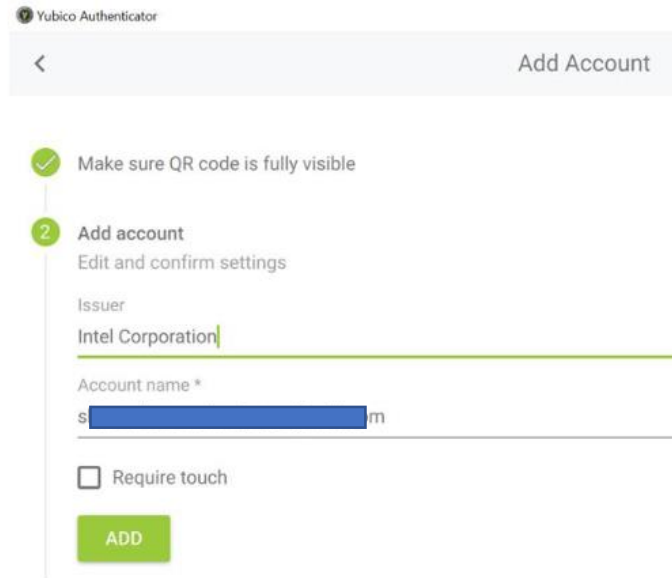 Yubico Authenticator
Add Account
Make sure QR code is fully visible
2
Add account
Edit and confirm settings
Issuer
Intel Corporation
Account name *
s m
Require touch
ADD